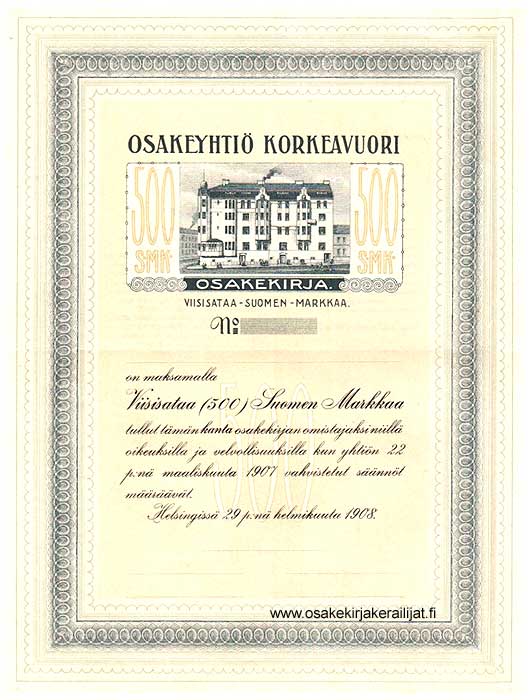 OSAKEYHTIÖ KORKEAVUORI
500 SMK 500 SMK
OSAKEKIRJA.
VIISISATAA-SUOMEN-MARKKAA.
No
on maksamalla
Viisisataa (500) Suomen Markkaa
tullut tämän kanta osakekirjan omistajaksi niillä
oikeuksilla ja velvollisuuksilla kun yhtiön 22
p:nä maaliskuuta 1907 vahvistetut säännöt
määräävät.
Helsingissä 29 p:nä helmikuuta 1908.
500
www.osakekirjakerailijat.fi